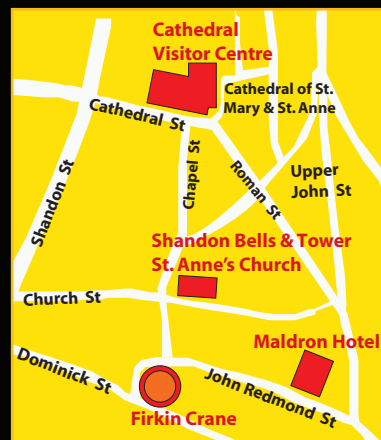 Cathedral
Visitor Centre
Cathedral of St.
Mary & St. Anne
Cathedral St
Chapel St
Roman St
Upper
John St
Shandon St
Shandon Bells & Tower
St. Anne's Church
Church St
Maldron Hotel
Dominick St
John Redmond St
Firkin Crane